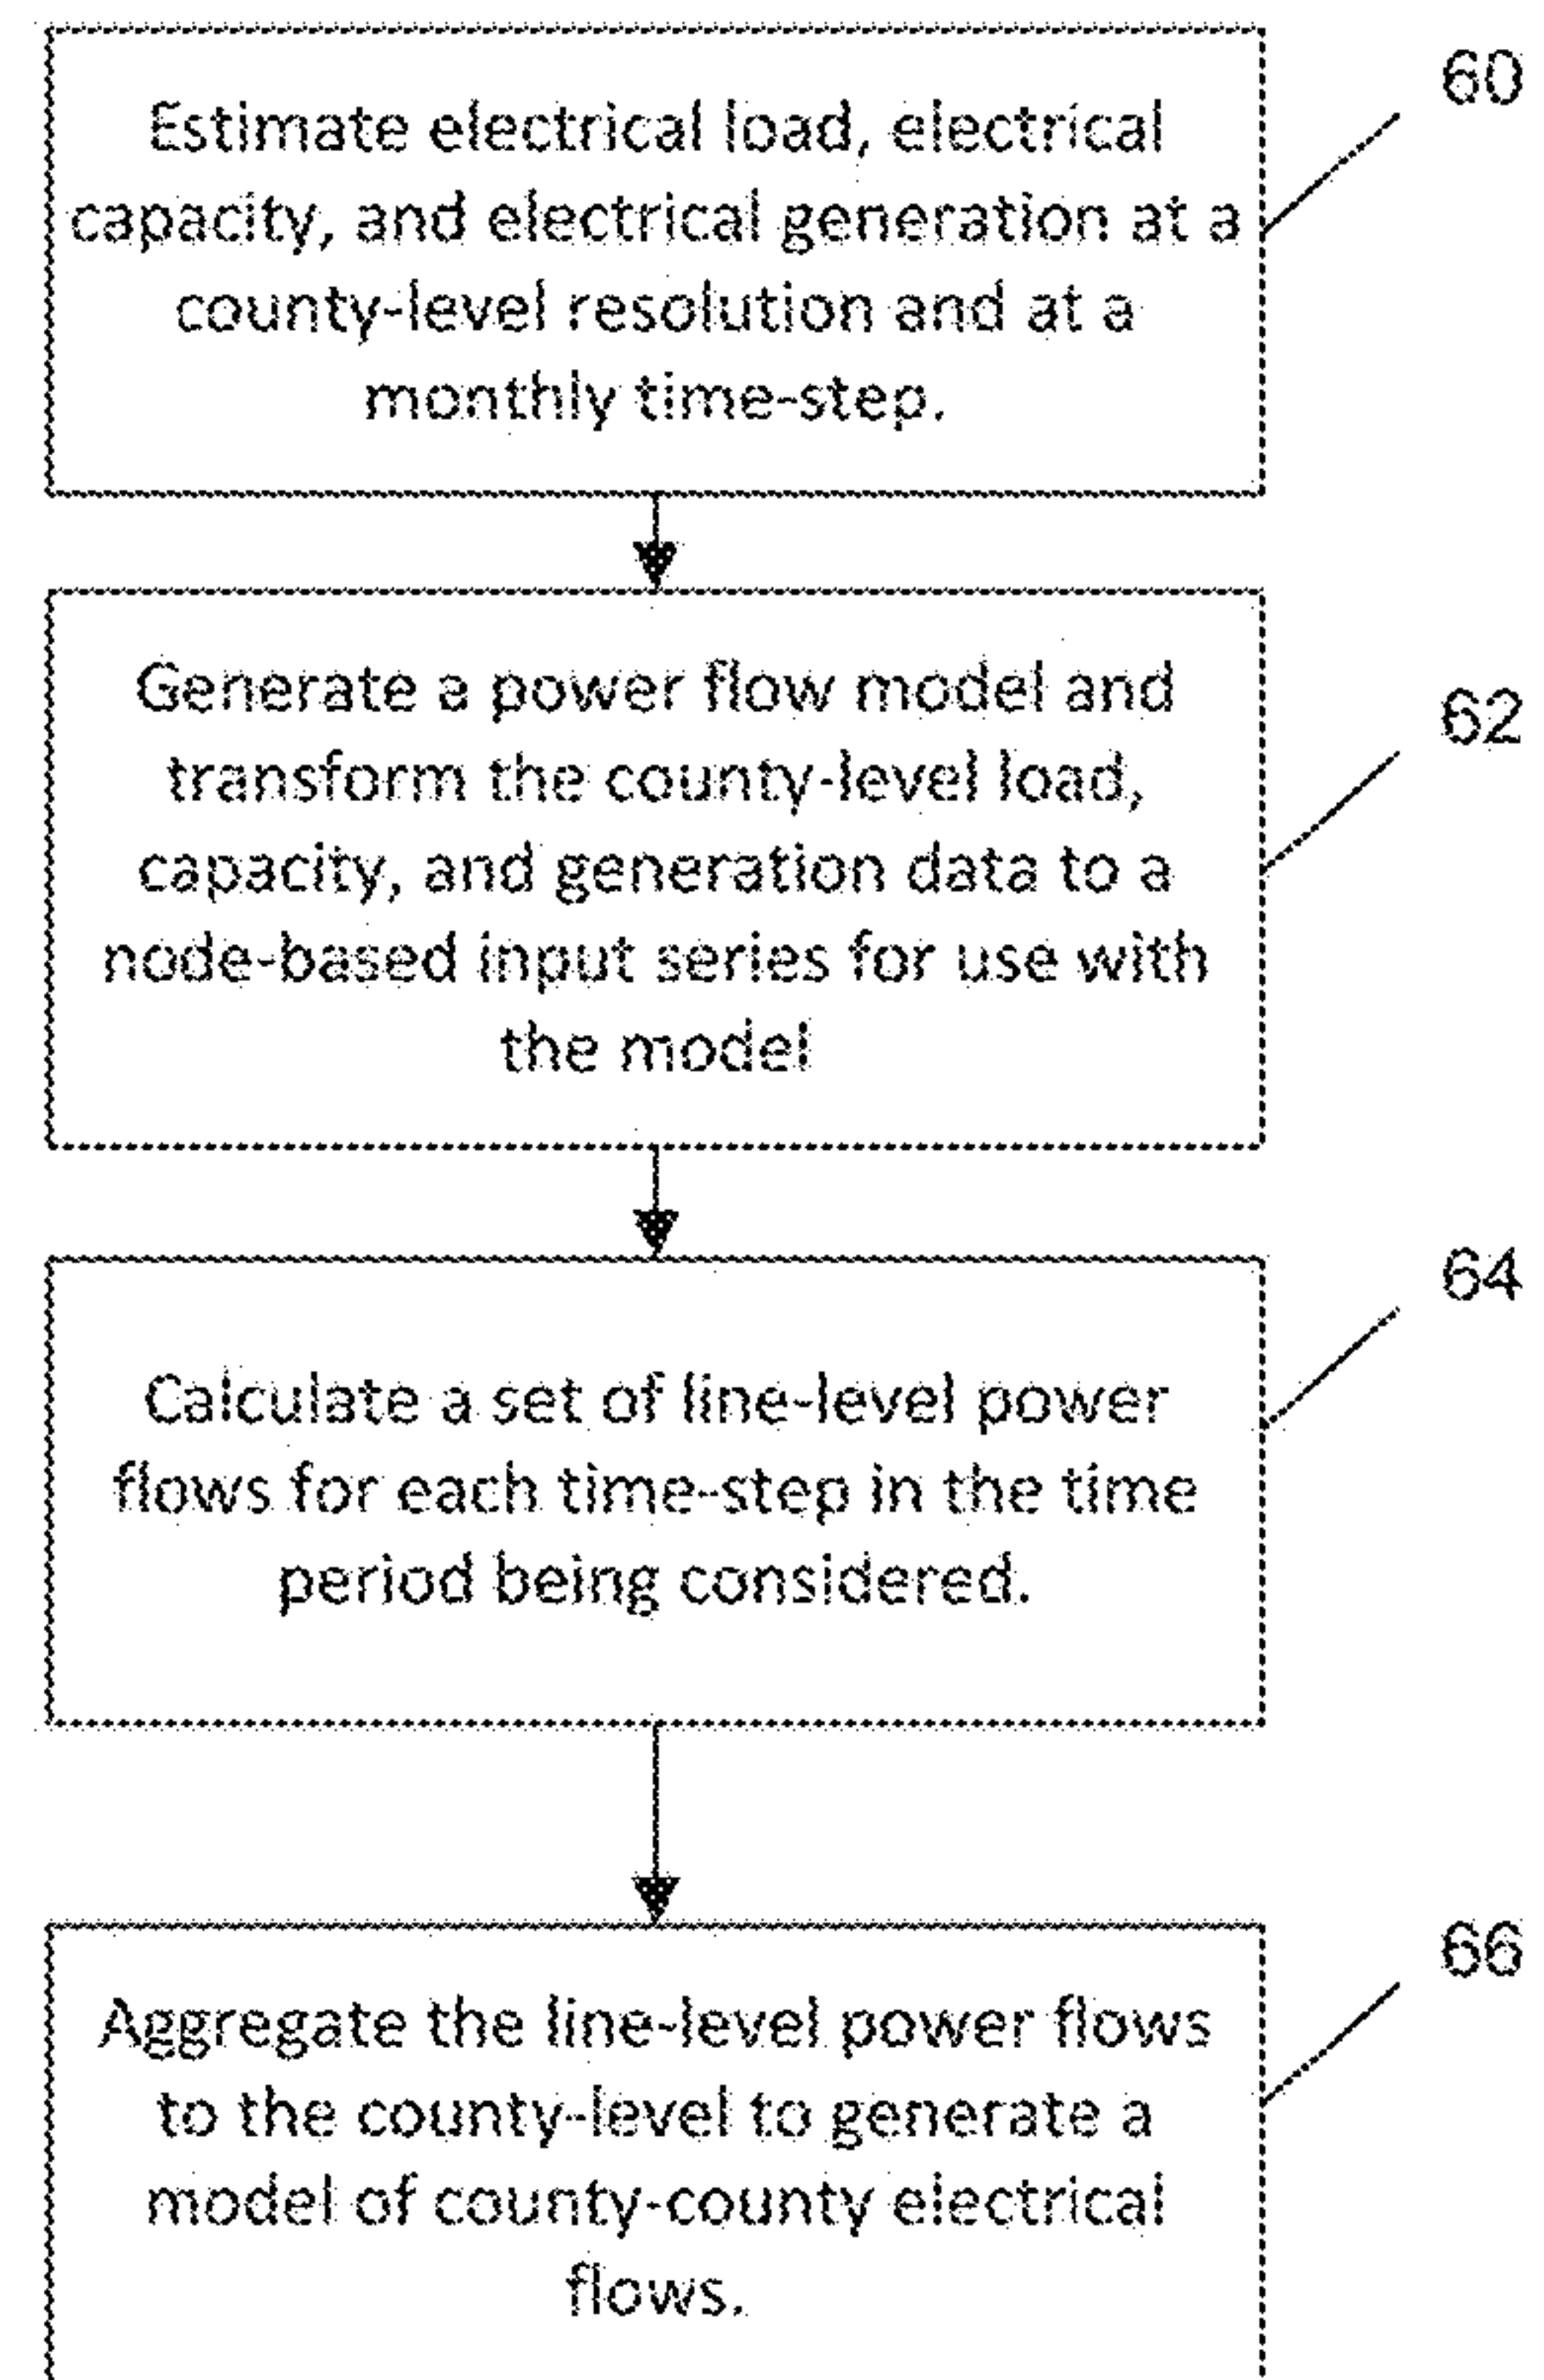 60
Estimate electrical load, electrical
capacity, and electrical generation at a
county-level resolution and at a
monthly time-step.
62
Generate a power flow model and
transform the county-level load,
capacity, and generation data to a
node-based input series for use with
the model
64
Calculate a set of line-level power
flows for each time-step in the time
period being considered.
66
Aggregate the line-level power flows
to the county-level to generate a
model of county-county electrical
flows.